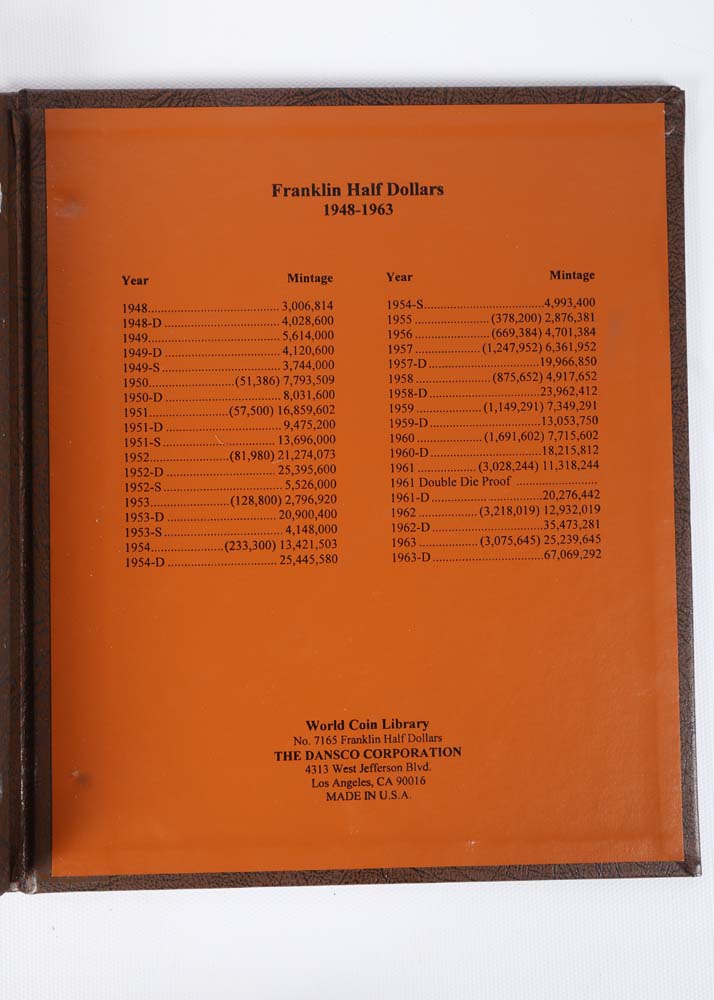 Franklin Half Dollars
1948-1963
Year Mintage
1948........................................ 3,006,814
1948-D ................................... 4,028,600
1949........................................ 5,614,000
1949-D ................................... 4,120,600
1949-S.................................... 3,744,000
1950..........................(51,386) 7,793,509
1950-D ................................... 8,031,600
1951........................(57,500) 16,859,602
1951-D ................................... 9,475,200
1951-S.................................. 13,696,000
1952........................(81,980) 21,274,073
1952-D ................................. 25,395,600
1952-S.................................... 5,526,000
1953........................(128,800) 2,796,920
1953-D ................................. 20,900,400
1953-S.................................... 4,148,000
1954......................(233,300) 13,421,503
1954-D ................................. 25,445,580
Year Mintage
1954-S....................................4,993,400
1955 ......................(378,200) 2,876,381
1956 ......................(669,384) 4,701,384
1957 ...................(1,247,952) 6,361,952
1957-D ..................................19,966,850
1958 ......................(875,652) 4,917,652
1958-D..................................23,962,412
1959 ...................(1,149,291) 7,349,291
1959-D..................................13,053,750
1960 ...................(1,691,602) 7,715,602
1960-D..................................18,215,812
1961 .................(3,028,244) 11,318,244
1961 Double Die Proof ........................
1961-D..................................20,276,442
1962 .................(3,218,019) 12,932,019
1962-D..................................35,473,281
1963 .................(3,075,645) 25,239,645
1963-D..................................67,069,292
World Coin Library
No. 7165 Franklin Half Dollars
THE DANSCO CORPORATION
4313 West Jefferson Blvd.
Los Angeles, CA 90016
MADE IN U.S.A.